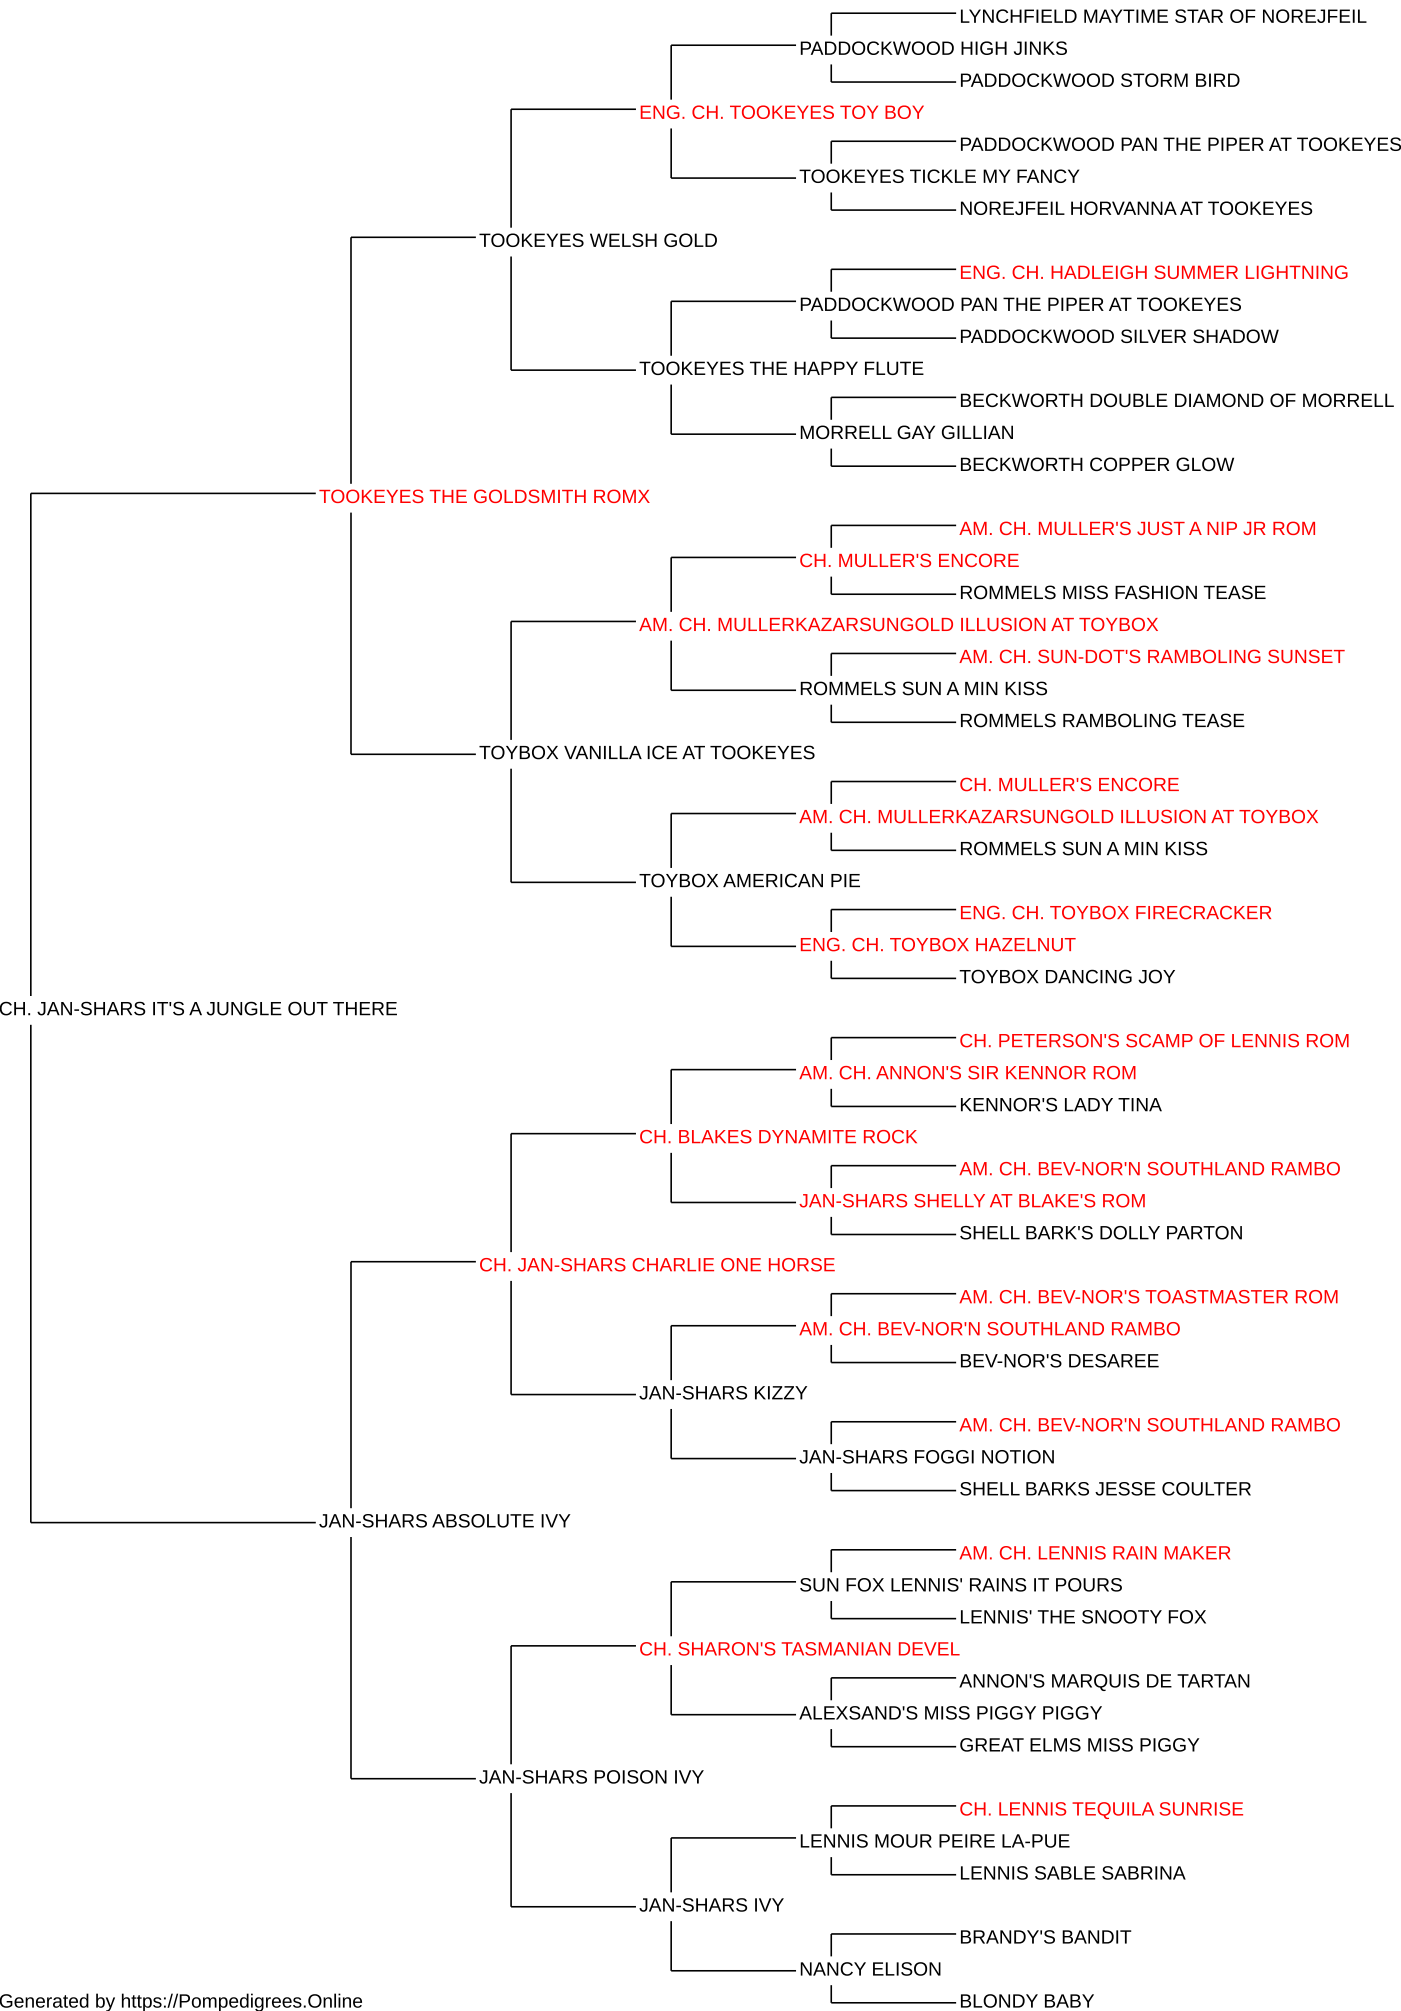 LYNCHFIELD MAYTIME STAR OF NOREJFEIL
PADDOCKWOOD HIGH JINKS
PADDOCKWOOD STORM BIRD
ENG. CH. TOOKEYES TOY BOY
PADDOCKWOOD PAN THE PIPER AT TOOKEYES
TOOKEYES TICKLE MY FANCY
NOREJFEIL HORVANNA AT TOOKEYES
TOOKEYES WELSH GOLD
ENG. CH. HADLEIGH SUMMER LIGHTNING
PADDOCKWOOD PAN THE PIPER AT TOOKEYES
PADDOCKWOOD SILVER SHADOW
TOOKEYES THE HAPPY FLUTE
BECKWORTH DOUBLE DIAMOND OF MORRELL
MORRELL GAY GILLIAN
BECKWORTH COPPER GLOW
TOOKEYES THE GOLDSMITH ROMX
AM. CH. MULLER'S JUST A NIP JR ROM
CH. MULLER'S ENCORE
ROMMELS MISS FASHION TEASE
AM. CH. MULLERKAZARSUNGOLD ILLUSION AT TOYBOX
AM. CH. SUN-DOT'S RAMBOLING SUNSET
ROMMELS SUN A MIN KISS
ROMMELS RAMBOLING TEASE
TOYBOX VANILLA ICE AT TOOKEYES
CH. MULLER'S ENCORE
AM. CH. MULLERKAZARSUNGOLD ILLUSION AT TOYBOX
ROMMELS SUN A MIN KISS
TOYBOX AMERICAN PIE
ENG. CH. TOYBOX FIRECRACKER
ENG. CH. TOYBOX HAZELNUT
TOYBOX DANCING JOY
CH. JAN-SHARS IT'S A JUNGLE OUT THERE
CH. PETERSON'S SCAMP OF LENNIS ROM
AM. CH. ANNON'S SIR KENNOR ROM
KENNOR'S LADY TINA
CH. BLAKES DYNAMITE ROCK
AM. CH. BEV-NOR'N SOUTHLAND RAMBO
JAN-SHARS SHELLY AT BLAKE'S ROM
SHELL BARK'S DOLLY PARTON
CH. JAN-SHARS CHARLIE ONE HORSE
AM. CH. BEV-NOR'S TOASTMASTER ROM
AM. CH. BEV-NOR'N SOUTHLAND RAMBO
BEV-NOR'S DESAREE
JAN-SHARS KIZZY
AM. CH. BEV-NOR'N SOUTHLAND RAMBO
JAN-SHARS FOGGI NOTION
SHELL BARKS JESSE COULTER
JAN-SHARS ABSOLUTE IVY
AM. CH. LENNIS RAIN MAKER
SUN FOX LENNIS' RAINS IT POURS
LENNIS' THE SNOOTY FOX
CH. SHARON'S TASMANIAN DEVEL
ANNON'S MARQUIS DE TARTAN
ALEXSAND'S MISS PIGGY PIGGY
GREAT ELMS MISS PIGGY
JAN-SHARS POISON IVY
CH. LENNIS TEQUILA SUNRISE
LENNIS MOUR PEIRE LA-PUE
LENNIS SABLE SABRINA
JAN-SHARS IVY
BRANDY'S BANDIT
NANCY ELISON
BLONDY BABY
Generated by https://Pompedigrees.Online